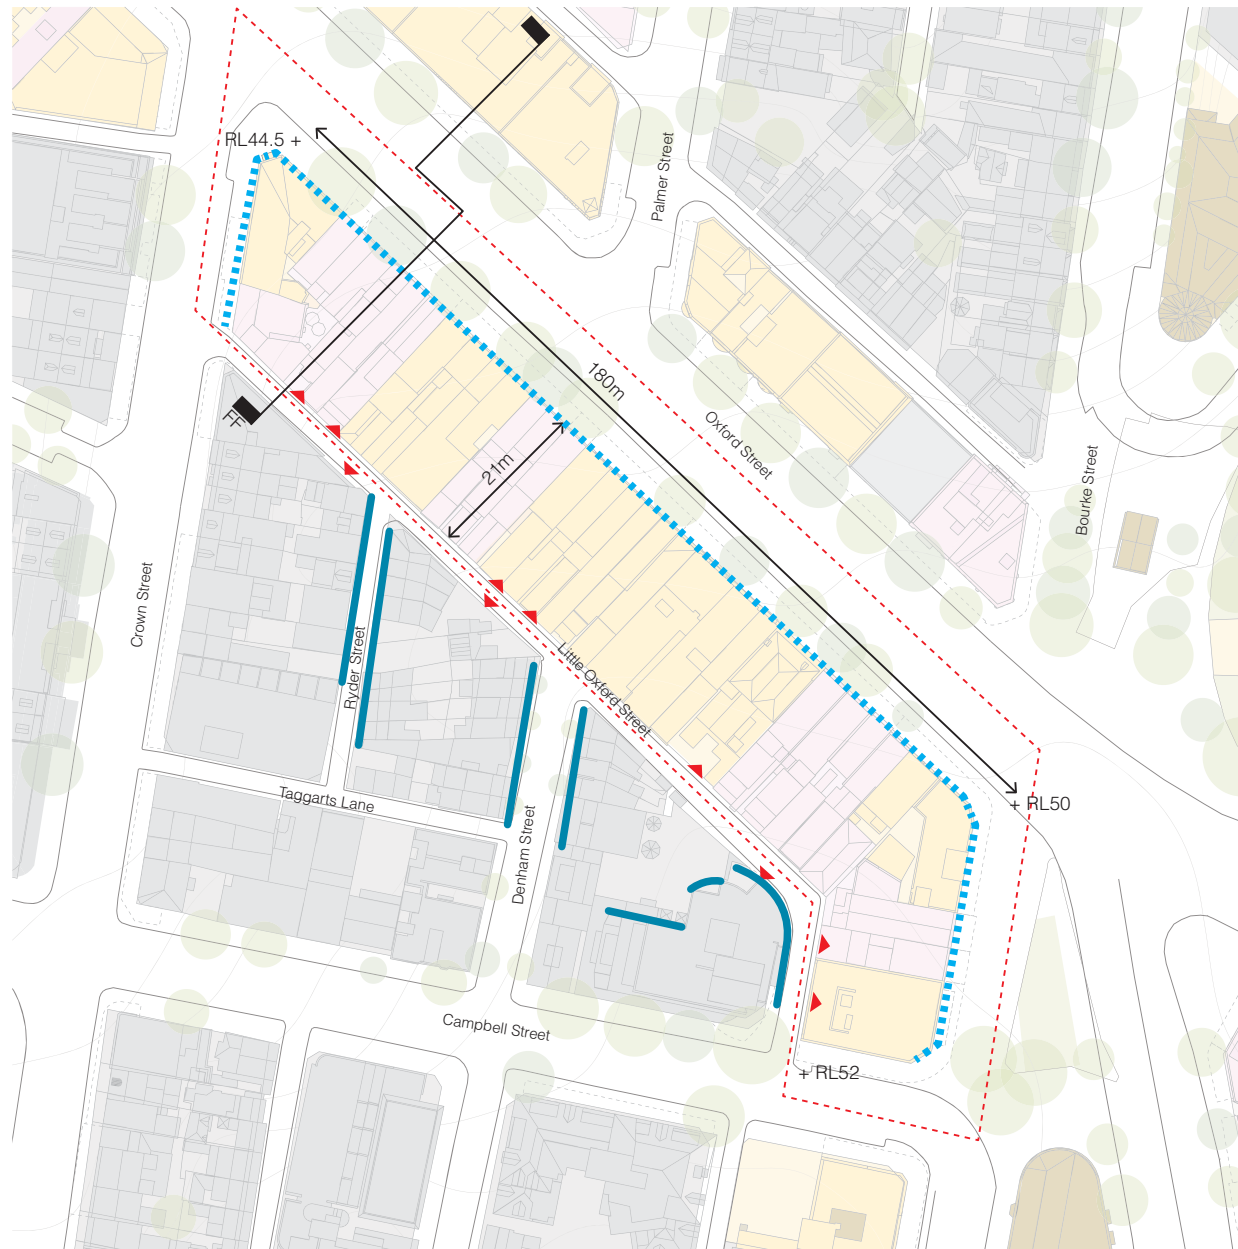 RL44.5 +
Palmer Street
180m
FF
Oxford Street
21m
Bourke Street
Crown Street
Ryder Street
Little Oxford Street
Taggarts Lane
+ RL50
Denham Street
Campbell Street
+ RL52